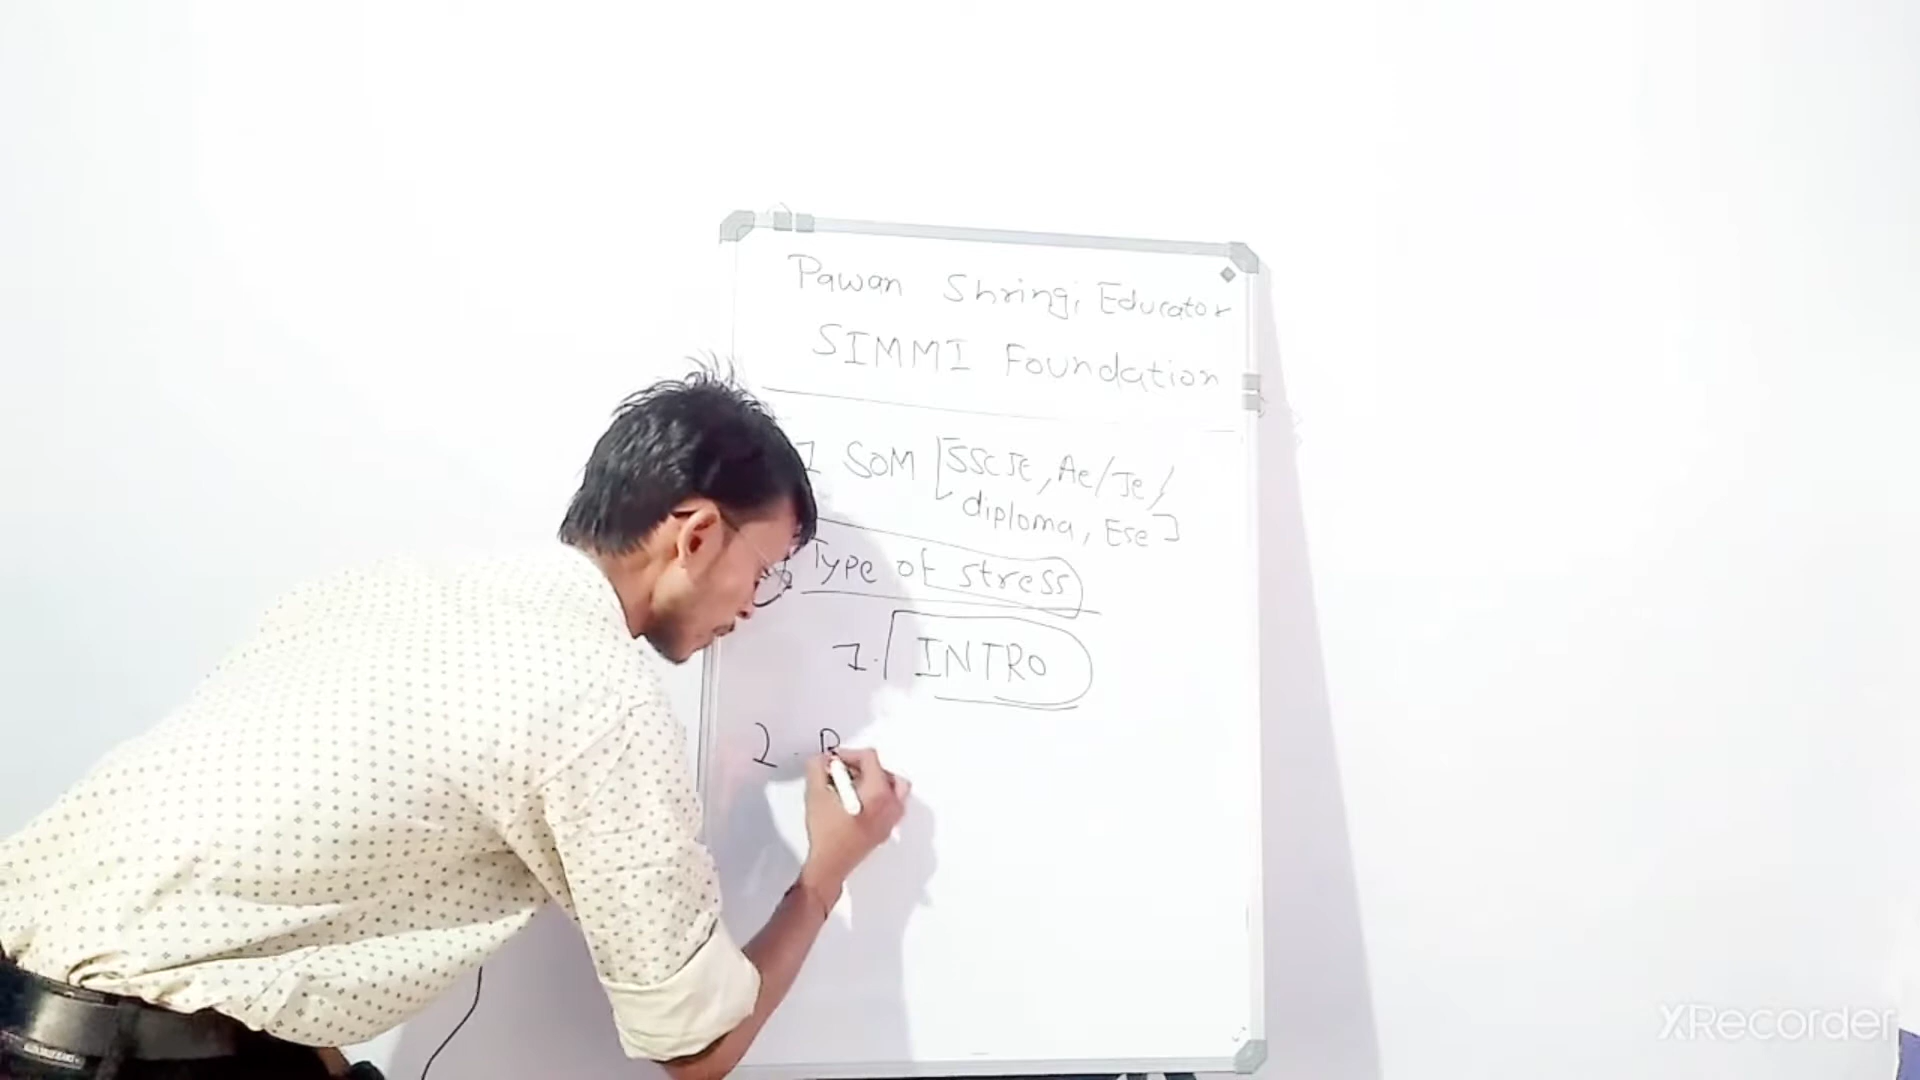 Pawan Shringi Educator
SIMMI Foundation
1 SOM [SSC JE, Ae/Je/
diploma, Ese]
Type of stress
1. INTRO
2 - B
XRecorder